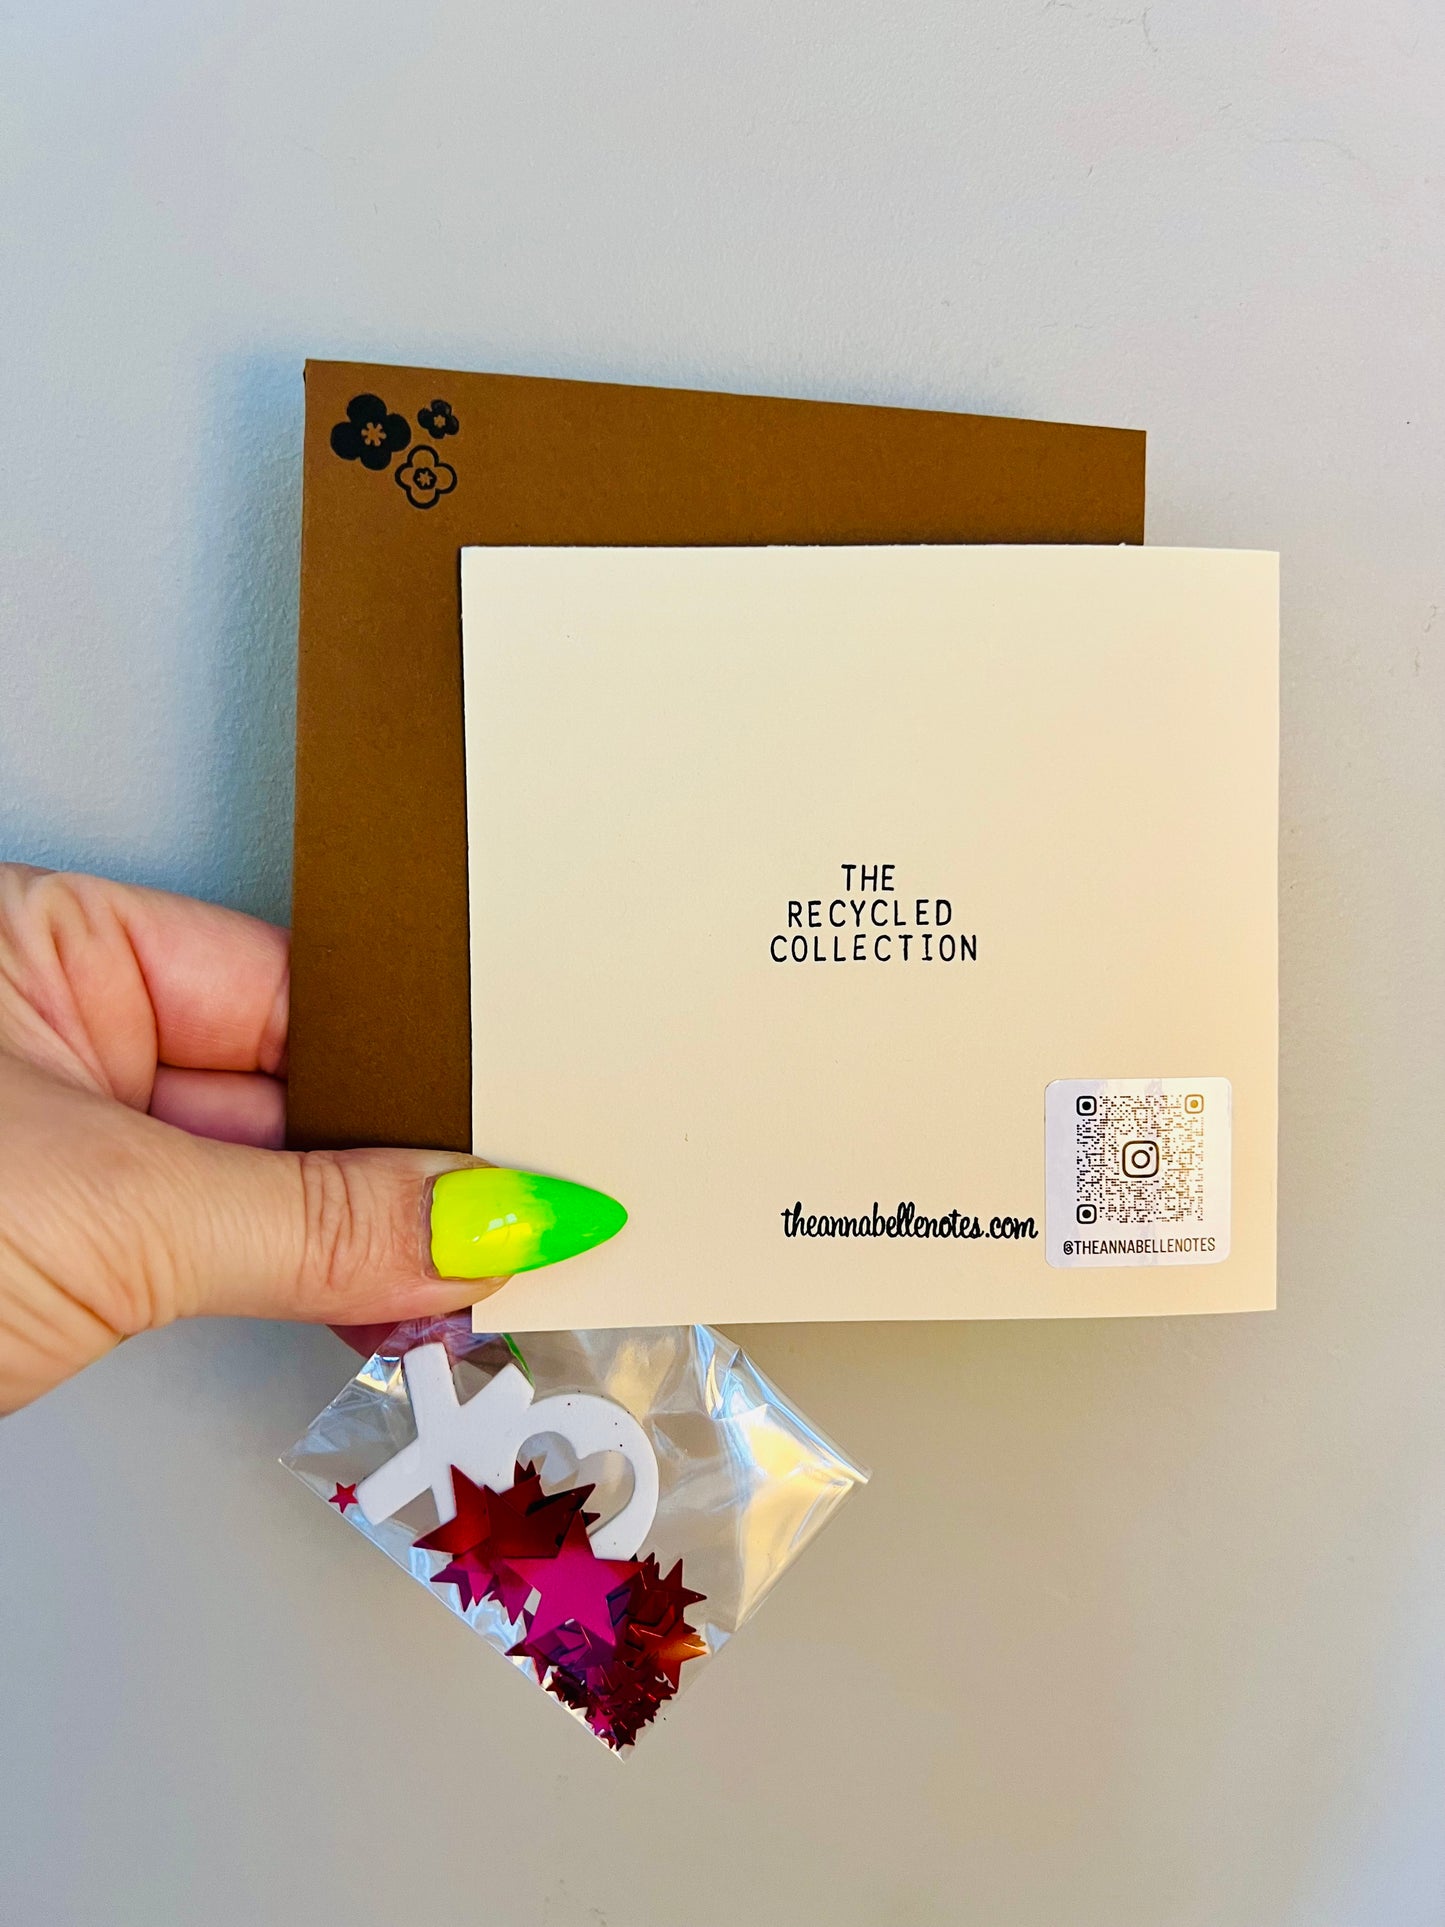 THE
RECYCLED
COLLECTION
theannabellenotes.com
@THEANNABELLENOTES